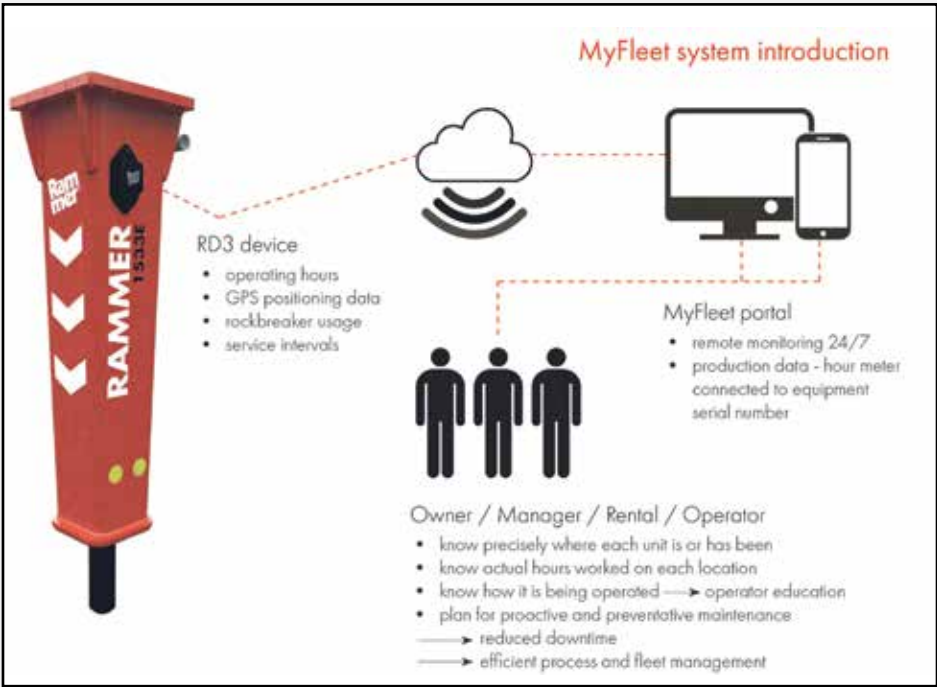 MyFleet system introduction
Ram
mer
RAMMER
1533E
RD3 device
• operating hours
• GPS positioning data
• rockbreaker usage
• service intervals
MyFleet portal
• remote monitoring 24/7
• production data - hour meter
connected to equipment
serial number
Owner / Manager / Rental / Operator
• know precisely where each unit is or has been
• know actual hours worked on each location
• know how it is being operated ⟶ operator education
• plan for proactive and preventative maintenance
⟶ reduced downtime
⟶ efficient process and fleet management